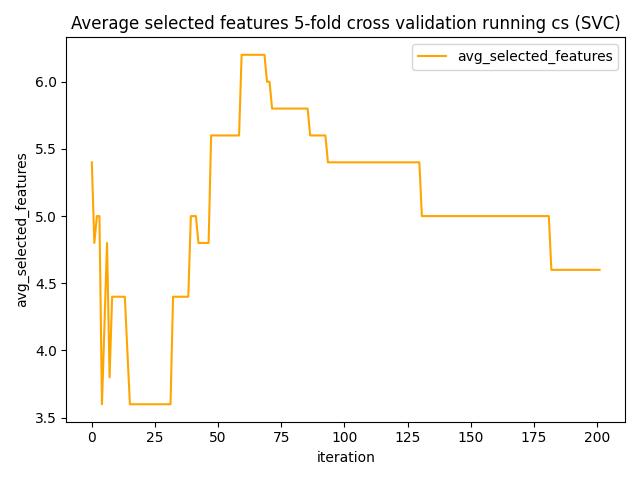 Average selected features 5-fold cross validation running cs (SVC)
avg_selected_features
6.0
5.5
5.0
4.5
4.0
3.5
avg_selected_features
0 25 50 75 100 125 150 175 200
iteration